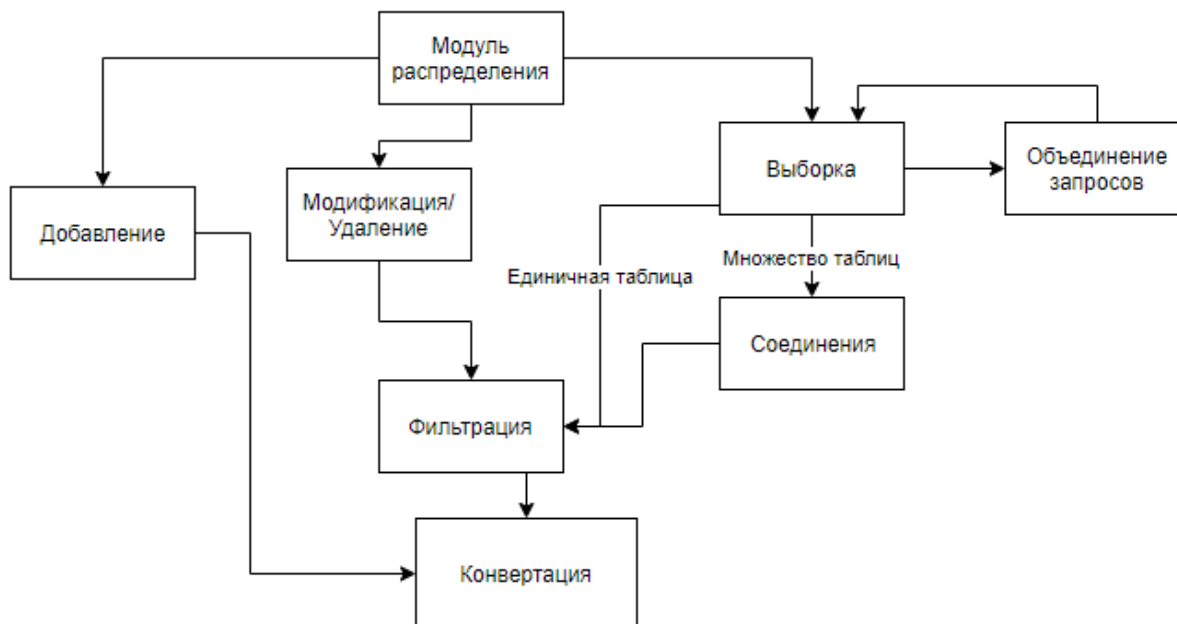 Модуль
распределения
Выборка
Объединение
запросов
Модификация/
Удаление
Добавление
Множество таблиц
Единичная таблица
Соединения
Фильтрация
Конвертация